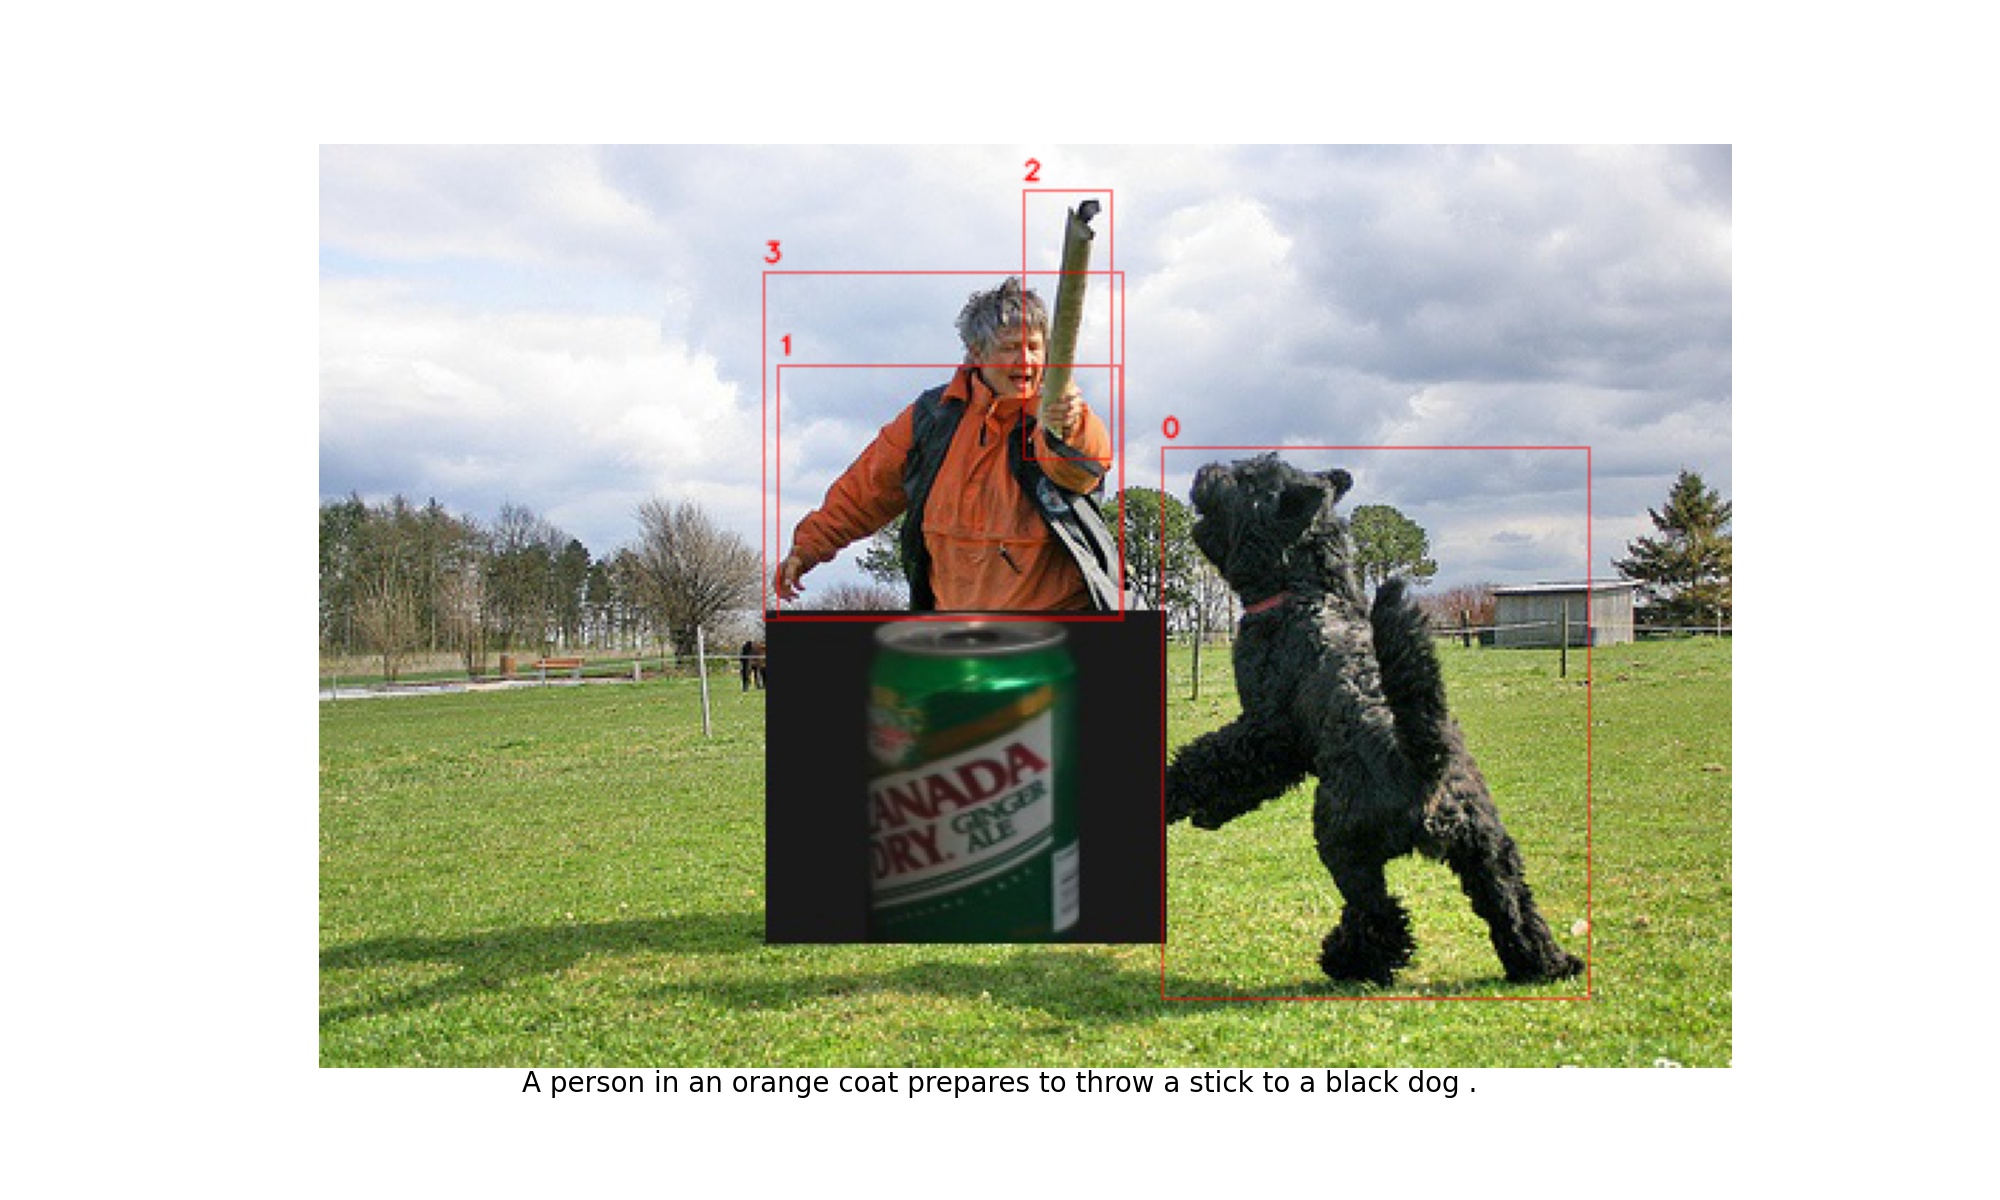 2
3
1
0
ANADA
DRY.
GINGER
ALE
A person in an orange coat prepares to throw a stick to a black dog .